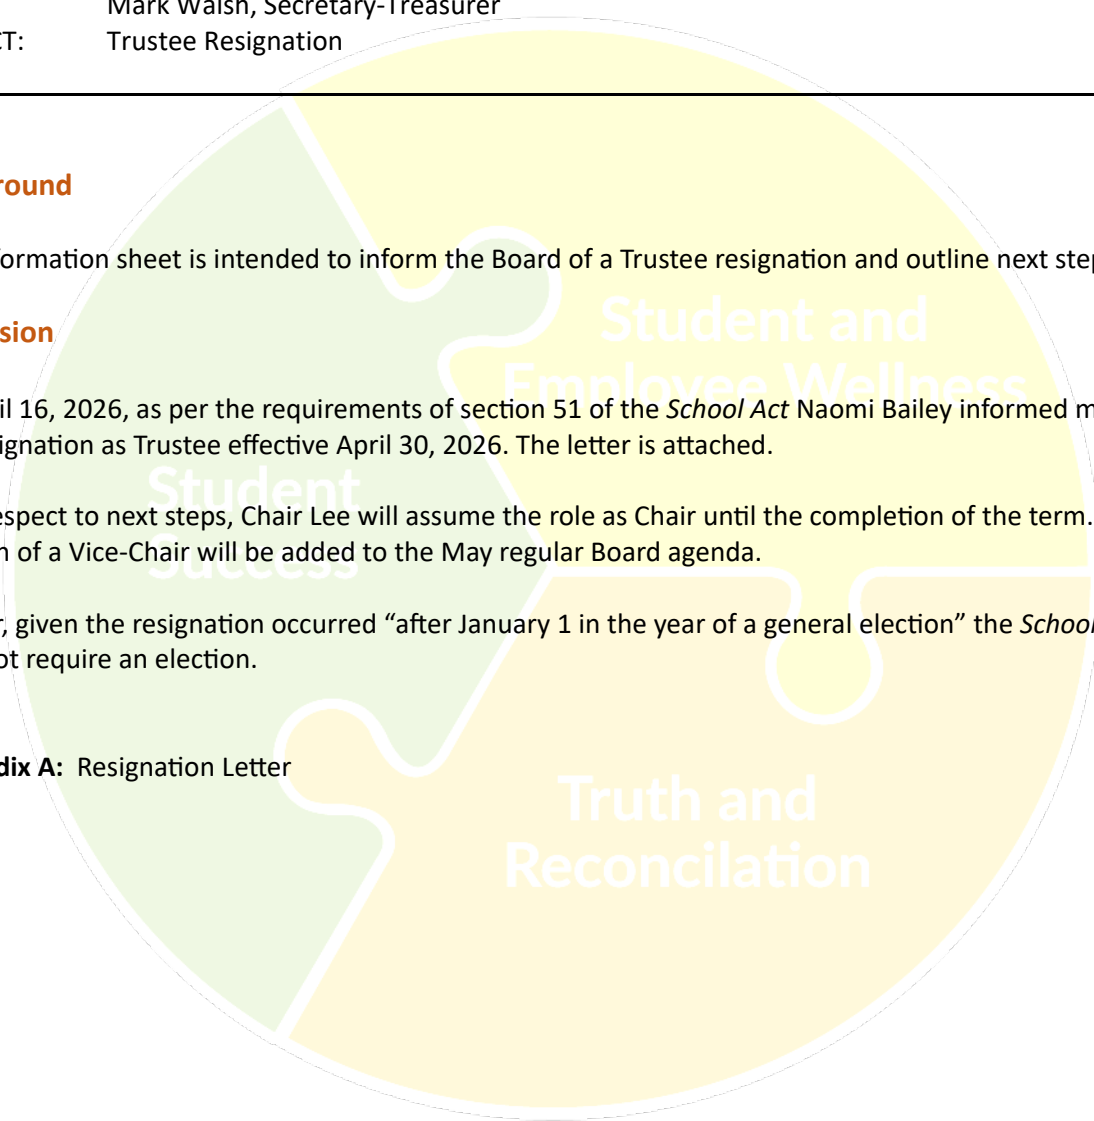 Mark Walsh, Secretary-Treasurer
CT: Trustee Resignation
round
formation sheet is intended to inform the Board of a Trustee resignation and outline next step
sion
il 16, 2026, as per the requirements of section 51 of the School Act Naomi Bailey informed m
ignation as Trustee effective April 30, 2026. The letter is attached.
espect to next steps, Chair Lee will assume the role as Chair until the completion of the term.
n of a Vice-Chair will be added to the May regular Board agenda.
r, given the resignation occurred “after January 1 in the year of a general election” the School
ot require an election.
dix A: Resignation Letter
Student and
Employee Wellness
Student
Success
Truth and
Reconcilation